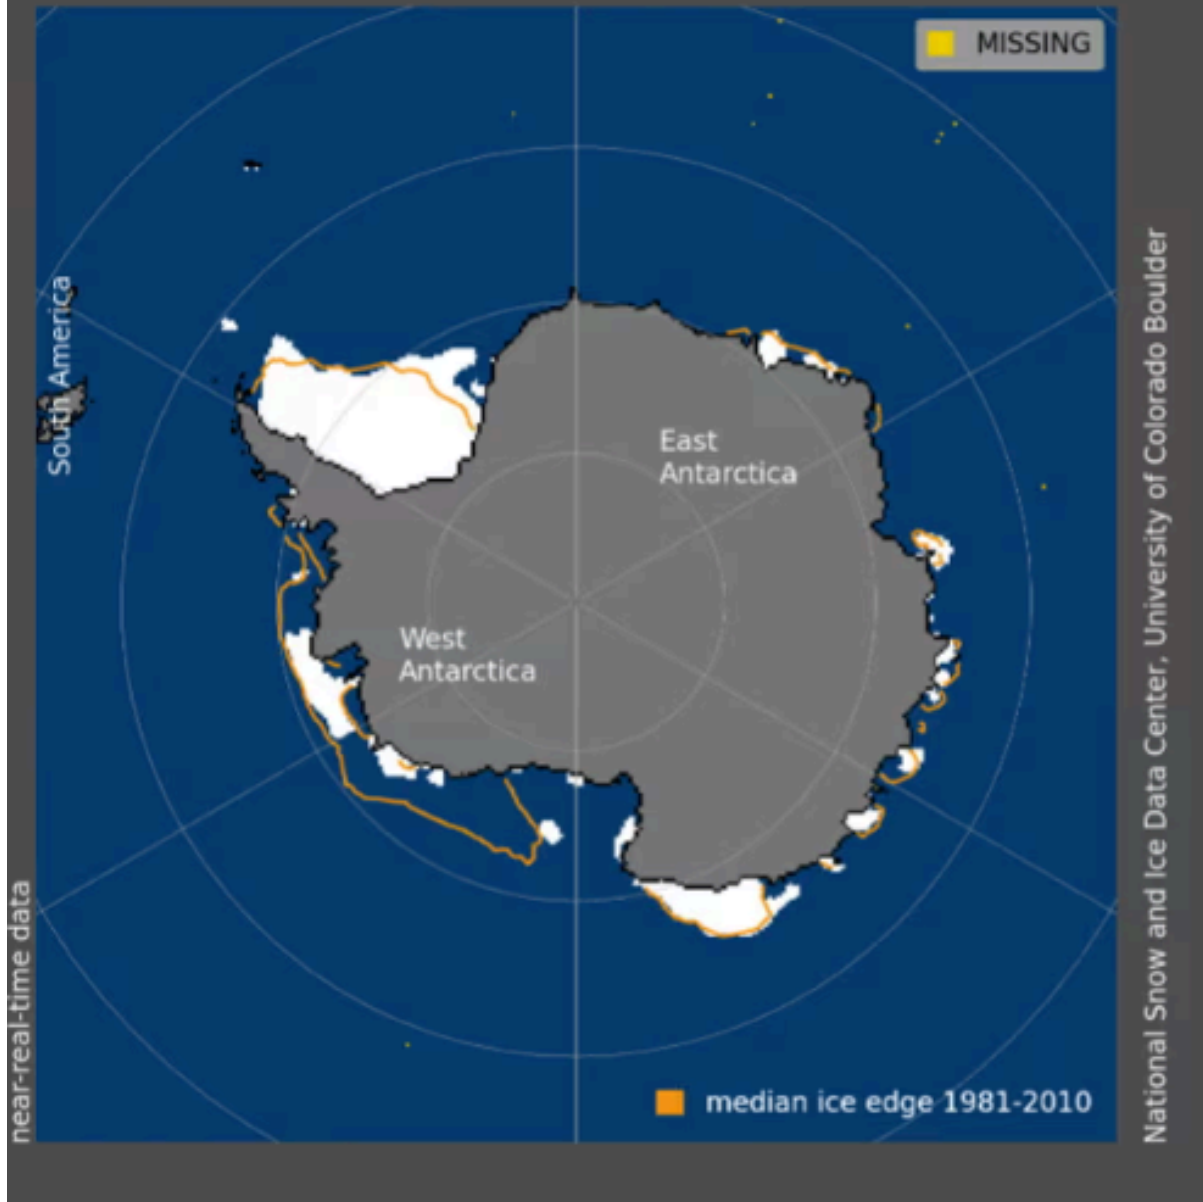 MISSING
South America
East
Antarctica
West
Antarctica
near-real-time data
median ice edge 1981-2010
National Snow and Ice Data Center, University of Colorado Boulder